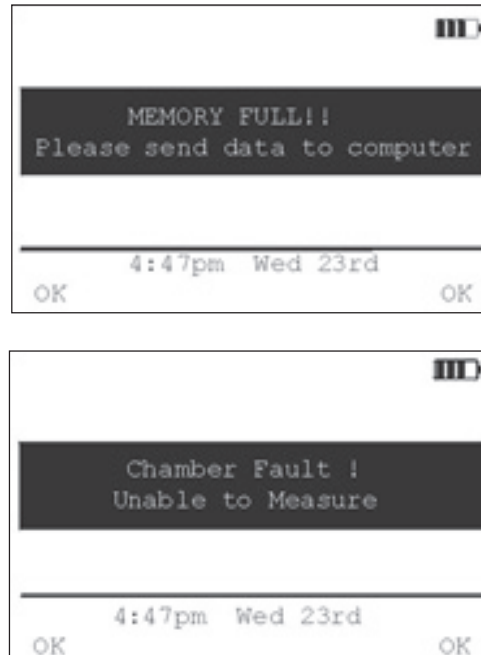 MEMORY FULL!!
Please send data to computer
4:47pm Wed 23rd
OK OK
Chamber Fault !
Unable to Measure
4:47pm Wed 23rd
OK OK